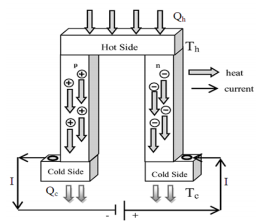 Qh
Hot Side
Th
P
n
heat
current
Cold Side
Cold Side
Qc
Tc
I
I
- +